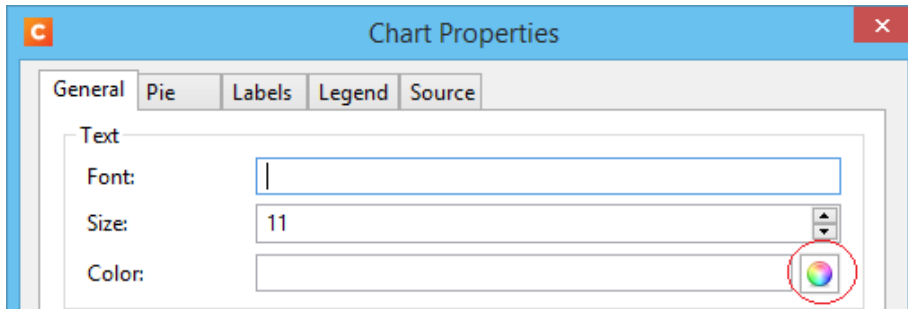 C Chart Properties ×
General Pie Labels Legend Source
Text
Font:
Size: 11
Color: